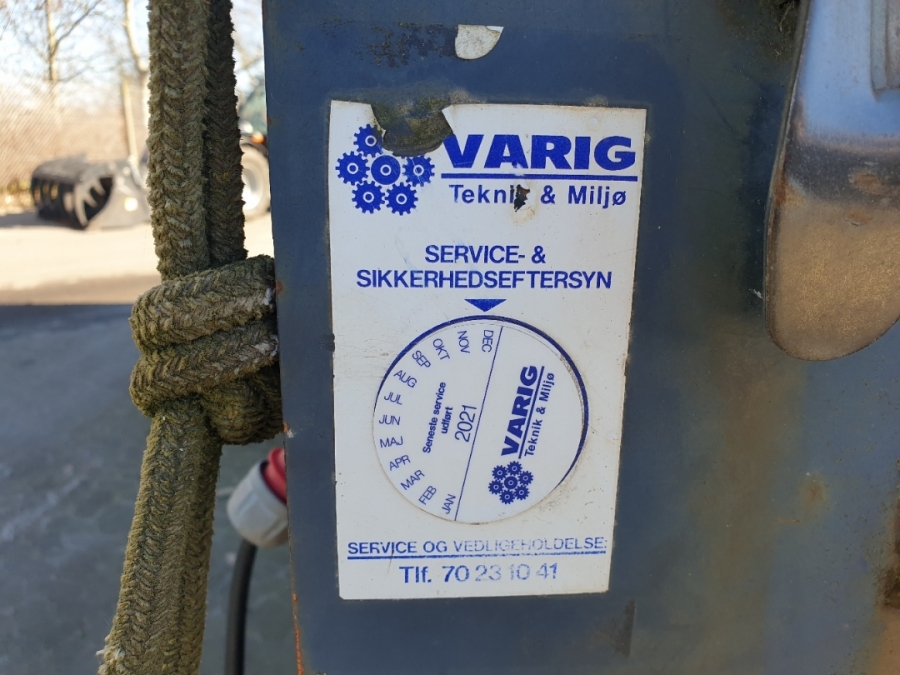 VARIG
Teknik & Miljø
SERVICE- &
SIKKERHEDSEFTERSYN
DEC
NOV
OKT
SEP
AUG
JUL
JUN
MAJ
APR
MAR
FEB
JAN
Seneste service
udført
2021
VARIG
Teknik & Miljø
SERVICE OG VEDLIGEHOLDELSE:
Tlf. 70 23 10 41